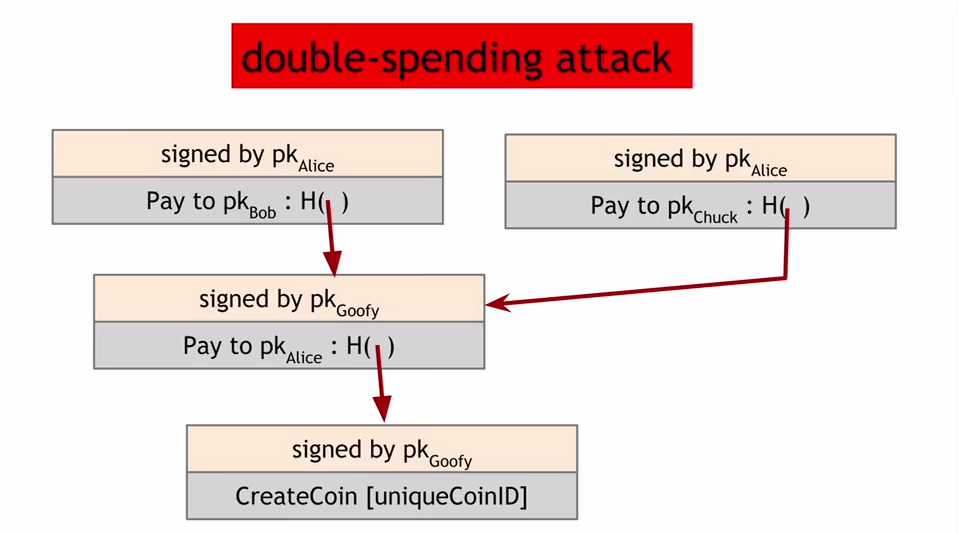 double-spending attack
signed by pkAlice
Pay to pkBob : H( )
signed by pkAlice
Pay to pkChuck : H( )
signed by pkGoofy
Pay to pkAlice : H( )
signed by pkGoofy
CreateCoin [uniqueCoinID]